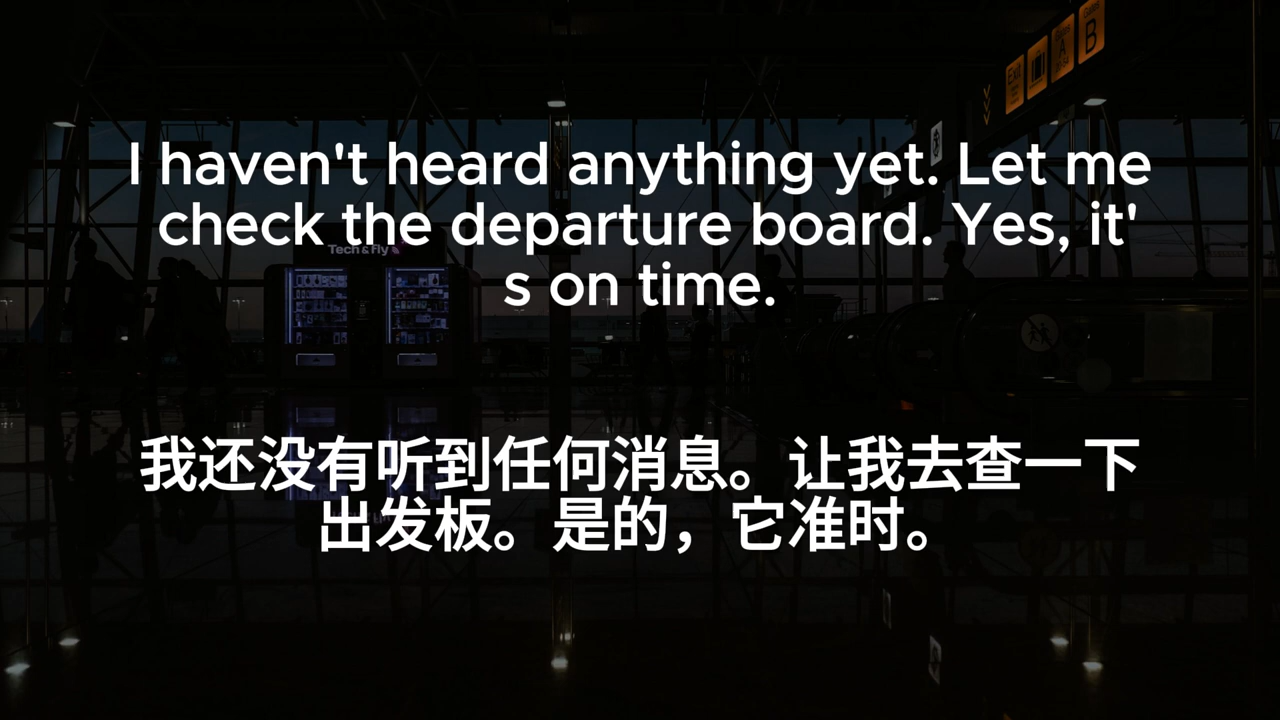 B
A
Exit
I haven't heard anything yet. Let me
check the departure board. Yes, it'
s on time.
Tech & fly
我还没有听到任何消息。让我去查一下
出发板。是的，它准时。